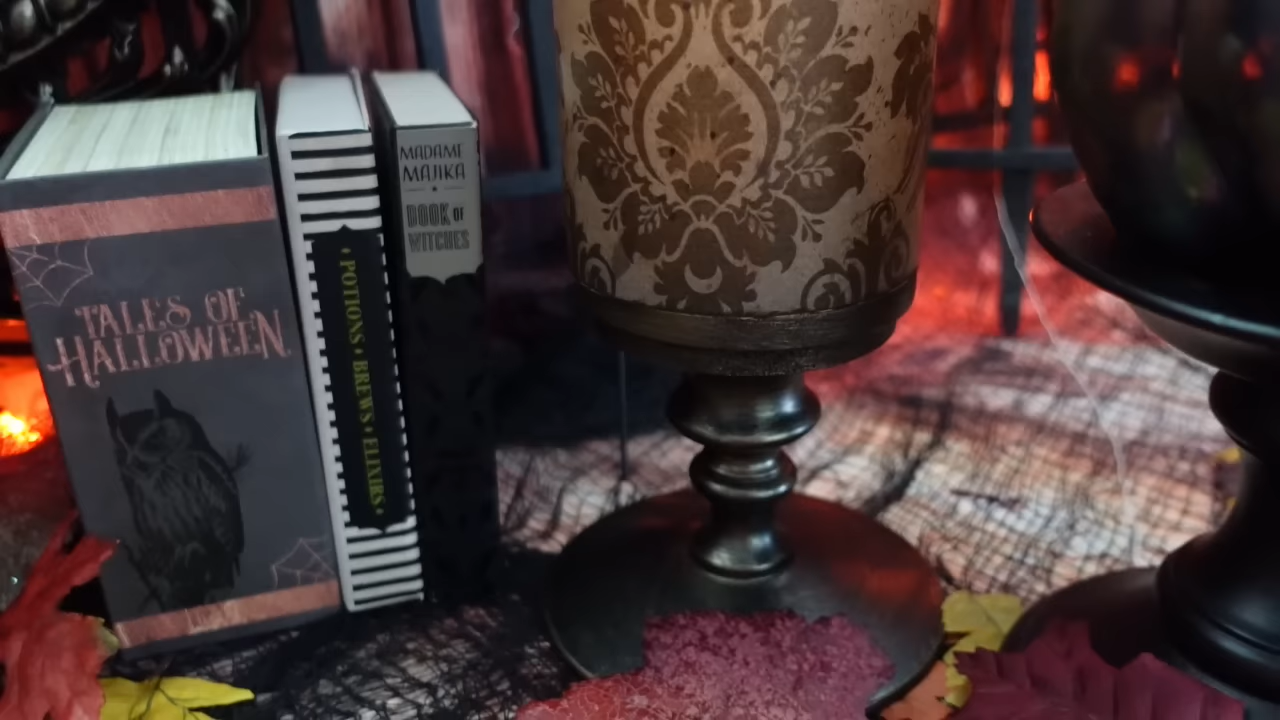 TALES OF
HALLOWEEN
POTIONS • BREWS • ELIXIRS
MADAME
MAJIKA
BOOK OF
WITCHES